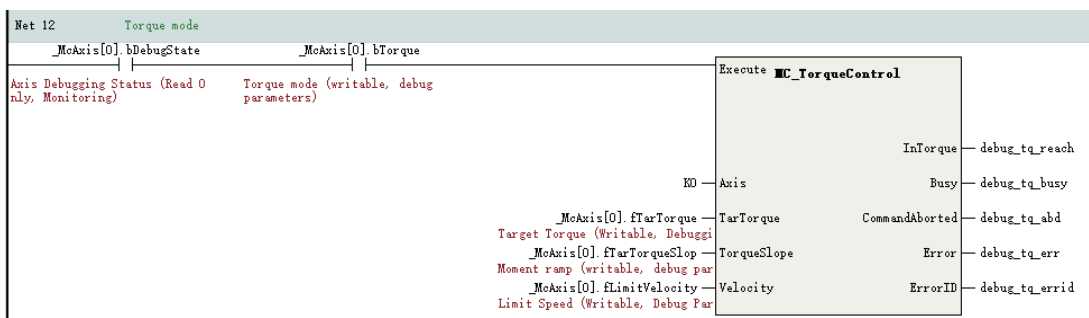 Net 12 Torque mode
_McAxis[0].bDebugState _McAxis[0].bTorque
Axis Debugging Status (Read O
nly, Monitoring)
Torque mode (writable, debug
parameters)
Execute MC_TorqueControl
InTorque debug_tq_reach
K0 Axis Busy debug_tq_busy
_McAxis[0].fTarTorque TarTorque CommandAborted debug_tq_abd
Target Torque (Writable, Debuggi
_McAxis[0].fTarTorqueSlop TorqueSlope Error debug_tq_err
Moment ramp (writable, debug par
_McAxis[0].fLimitVelocity Velocity ErrorID debug_tq_errid
Limit Speed (Writable, Debug Par